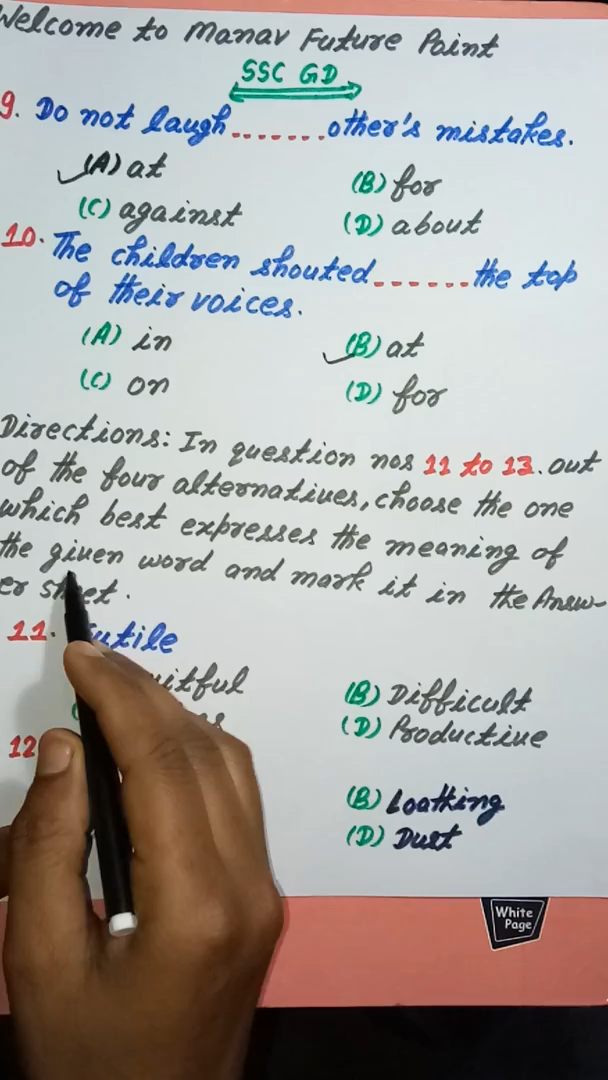 Welcome to Manav Future Point
SSC GD
9. Do not laugh.......other's mistakes.
(A) at (B) for
(C) against (D) about
10. The children shouted......the top
of their voices.
(A) in (B) at
(C) on (D) for
Directions: In question nos 11 to 13. out
of the four alternatives, choose the one
which best expresses the meaning of
the given word and mark it in the Answ-
er sheet.
11. Futile
(B) Difficult
(D) Productive
12
(B) Loathing
(D) Dust
White
Page